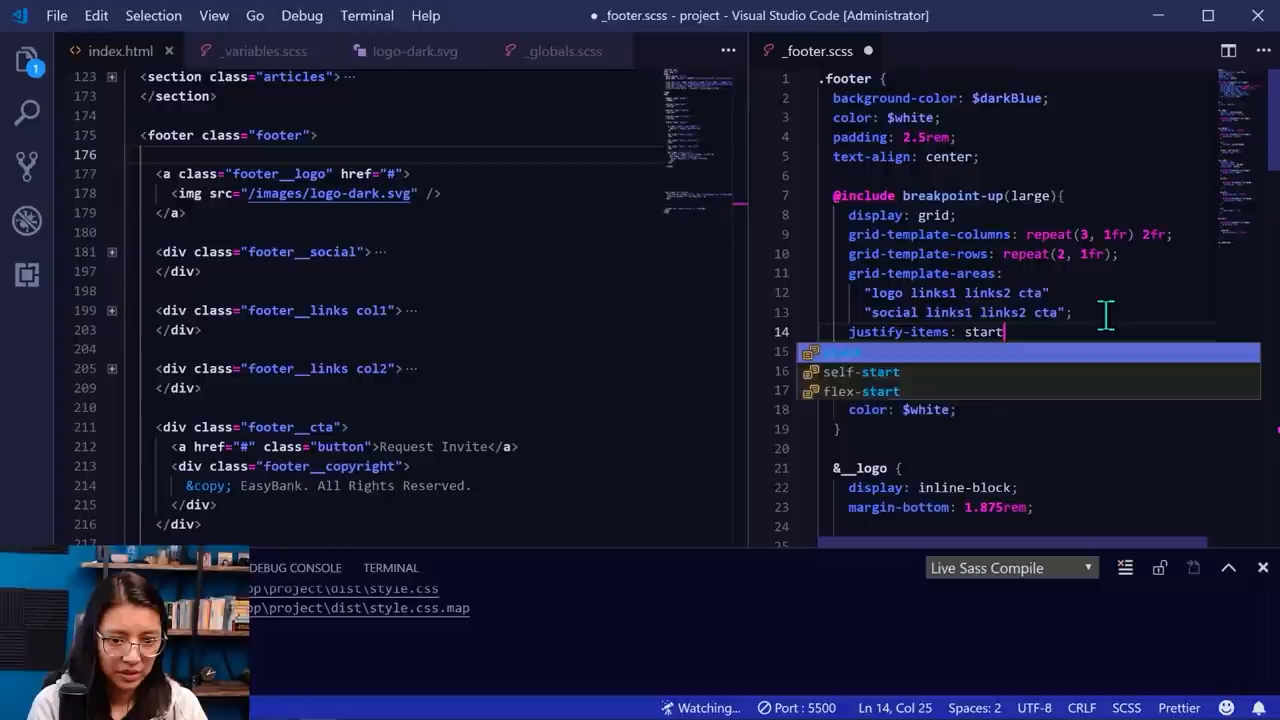 File Edit Selection View Go Debug Terminal Help
● _footer.scss - project - Visual Studio Code [Administrator]
1
index.html
_variables.scss
logo-dark.svg
_globals.scss
_footer.scss
123 <section class="articles">
173 </section>
174
175 <footer class="footer">
176
177 <a class="footer__logo" href="#">
178 <img src="/images/logo-dark.svg" />
179 </a>
180
181 <div class="footer__social">
197 </div>
198
199 <div class="footer__links col1">
203 </div>
204
205 <div class="footer__links col2">
209 </div>
210
211 <div class="footer__cta">
212 <a href="#" class="button">Request Invite</a>
213 <div class="footer__copyright">
214 &copy; EasyBank. All Rights Reserved.
215 </div>
216 </div>
217
1 .footer {
2 background-color: $darkBlue;
3 color: $white;
4 padding: 2.5rem;
5 text-align: center;
6
7 @include breakpoint-up(large){
8 display: grid;
9 grid-template-columns: repeat(3, 1fr) 2fr;
10 grid-template-rows: repeat(2, 1fr);
11 grid-template-areas:
12 "logo links1 links2 cta"
13 "social links1 links2 cta";
14 justify-items: start
15
16 self-start
17 flex-start
18 color: $white;
19 }
20
21 &__logo {
22 display: inline-block;
23 margin-bottom: 1.875rem;
24
25
DEBUG CONSOLE TERMINAL
Live Sass Compile
op\project\dist\style.css
op\project\dist\style.css.map
Watching... Port : 5500 Ln 14, Col 25 Spaces: 2 UTF-8 CRLF SCSS Prettier